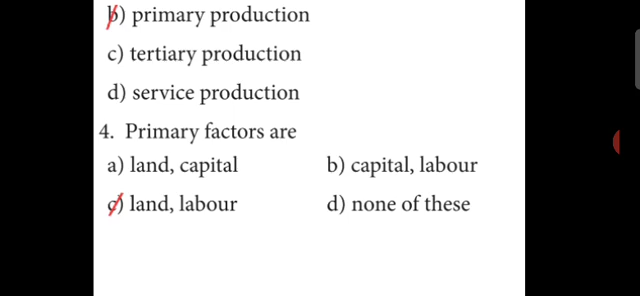 b) primary production
c) tertiary production
d) service production
4. Primary factors are
a) land, capital b) capital, labour
c) land, labour d) none of these